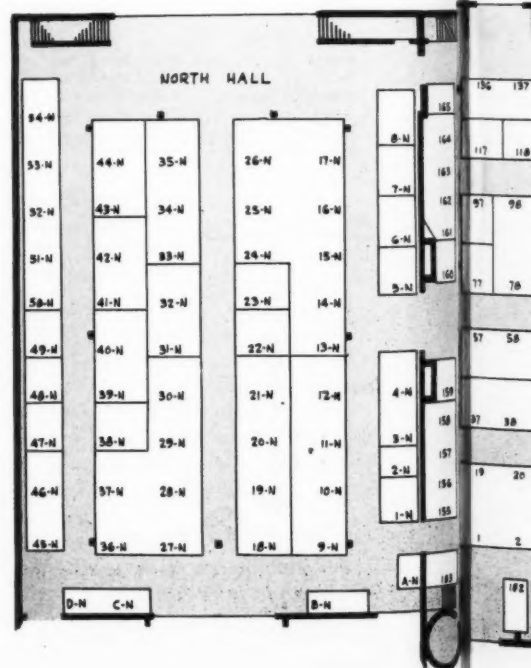 NORTH HALL
54-N
53-N
52-N
51-N
50-N
49-N
48-N
47-N
46-N
45-N
44-N
43-N
42-N
41-N
40-N
39-N
38-N
37-N
36-N
35-N
34-N
33-N
32-N
31-N
30-N
29-N
28-N
27-N
26-N
25-N
24-N
23-N
22-N
21-N
20-N
19-N
18-N
17-N
16-N
15-N
14-N
13-N
12-N
11-N
10-N
9-N
8-N
7-N
6-N
5-N
4-N
3-N
2-N
1-N
A-N
B-N
C-N
D-N
165
164
163
162
161
160
159
158
157
156
155
183
136 137
117 118
97 98
77 78
57 58
37 38
19 20
1 2
182